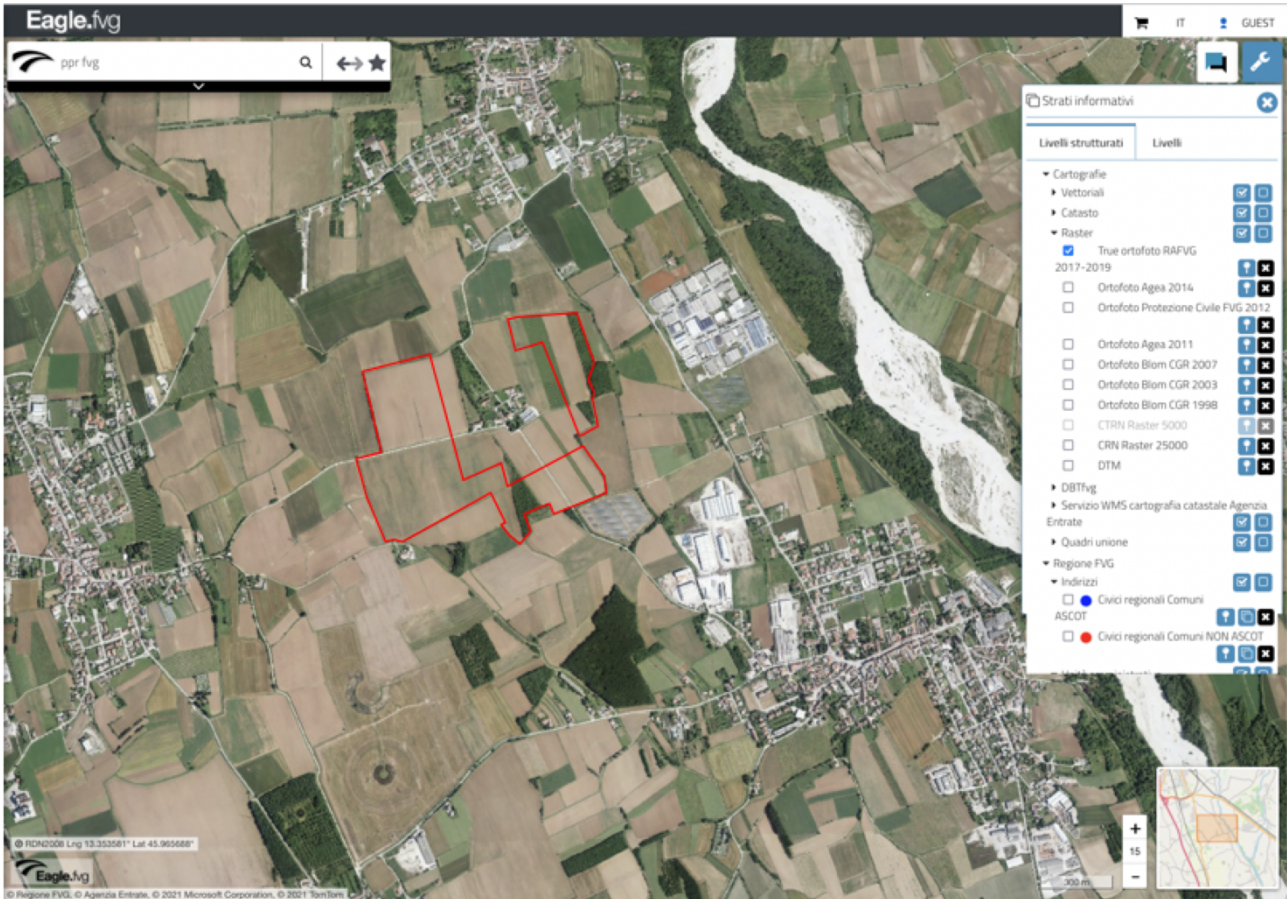 Eagle.fvg
IT
GUEST
ppr fvg
Strati informativi
Livelli strutturati
Livelli
Cartografie
Vettoriali
Catasto
Raster
True ortofoto RAFVG
2017-2019
Ortofoto Agea 2014
Ortofoto Protezione Civile FVG 2012
Ortofoto Agea 2011
Ortofoto Blom CGR 2007
Ortofoto Blom CGR 2003
Ortofoto Blom CGR 1998
CTRN Raster 5000
CRN Raster 25000
DTM
DBTfvg
Servizio WMS cartografia catastale Agenzia
Entrate
Quadri unione
Regione FVG
Indirizzi
Civici regionali Comuni
ASCOT
Civici regionali Comuni NON ASCOT
+
15
−
300 m
RDN2008 Lng 13.353581° Lat 45.965688°
Eagle.fvg
© Regione FVG, © Agenzia Entrate, © 2021 Microsoft Corporation, © 2021 TomTom